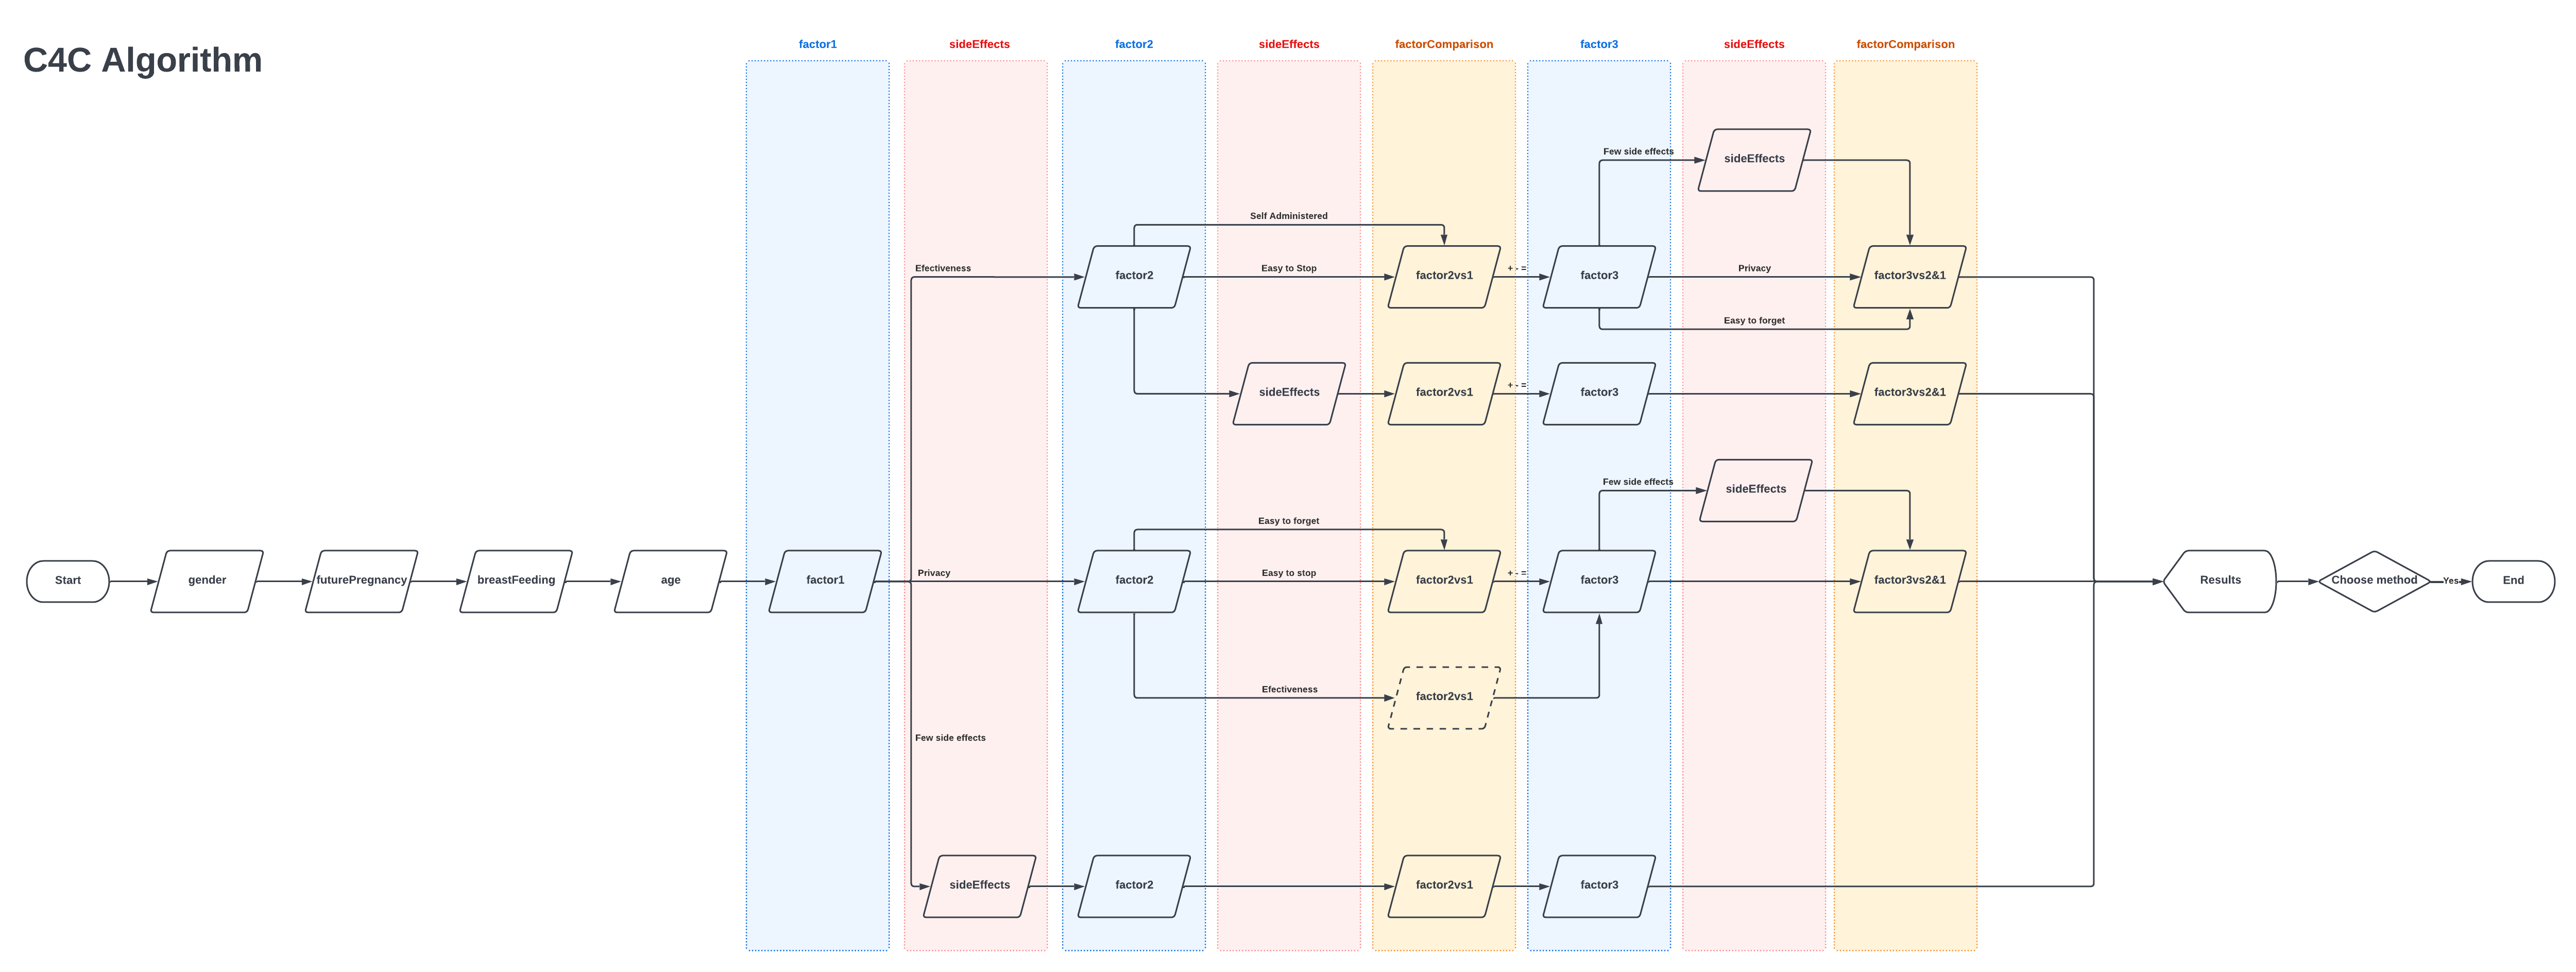 C4C Algorithm
factor1
sideEffects
factor2
sideEffects
factorComparison
factor3
sideEffects
factorComparison
Few side effects
sideEffects
Self Administered
Efectiveness
factor2
Easy to Stop
factor2vs1
+ - =
factor3
Privacy
factor3vs2&1
Easy to forget
sideEffects
factor2vs1
+ - =
factor3
factor3vs2&1
Few side effects
sideEffects
Easy to forget
Start
gender
futurePregnancy
breastFeeding
age
factor1
Privacy
factor2
Easy to stop
factor2vs1
+ - =
factor3
factor3vs2&1
Results
Choose method
Yes
End
Efectiveness
factor2vs1
Few side effects
sideEffects
factor2
factor2vs1
factor3